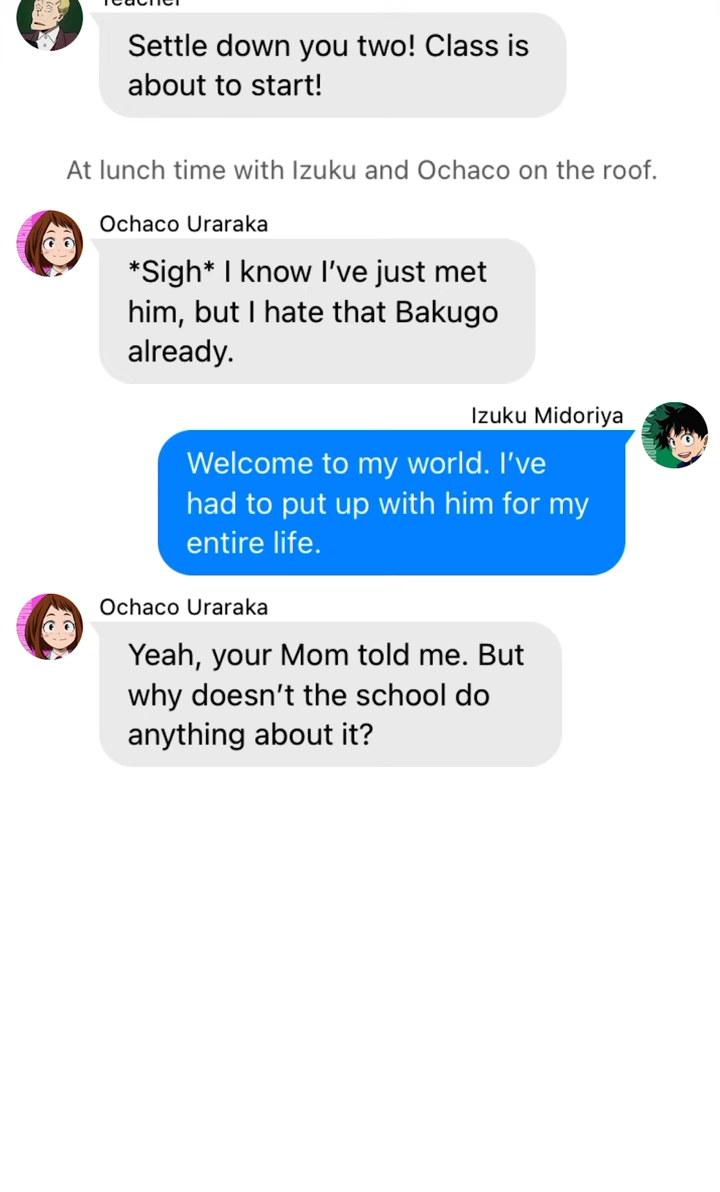 Teacher
Settle down you two! Class is
about to start!
At lunch time with Izuku and Ochaco on the roof.
Ochaco Uraraka
*Sigh* I know I’ve just met
him, but I hate that Bakugo
already.
Izuku Midoriya
Welcome to my world. I’ve
had to put up with him for my
entire life.
Ochaco Uraraka
Yeah, your Mom told me. But
why doesn’t the school do
anything about it?